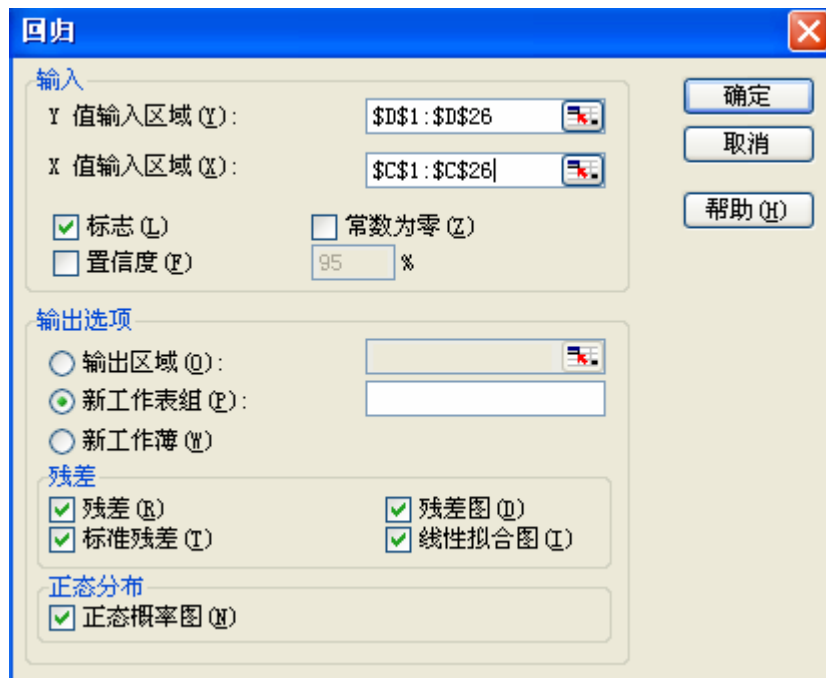 回归
输入
Y 值输入区域(Y):
$D$1:$D$26
X 值输入区域(X):
$C$1:$C$26
标志(L)
常数为零(Z)
置信度(F)
95 %
输出选项
输出区域(O):
新工作表组(P):
新工作薄(W)
残差
残差(R)
残差图(D)
标准残差(T)
线性拟合图(I)
正态分布
正态概率图(N)
确定
取消
帮助(H)